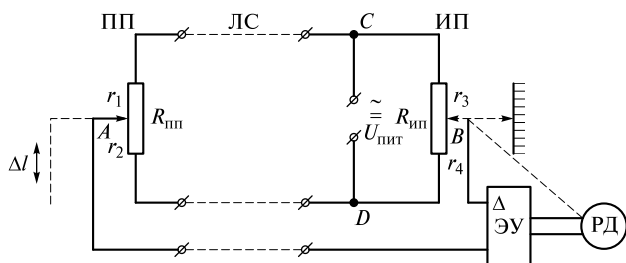 ПП ЛС C ИП
r₁ r₃
A Rпп Rип B
≂ Uпит
r₂ r₄
Δl
D
Δ
ЭУ РД